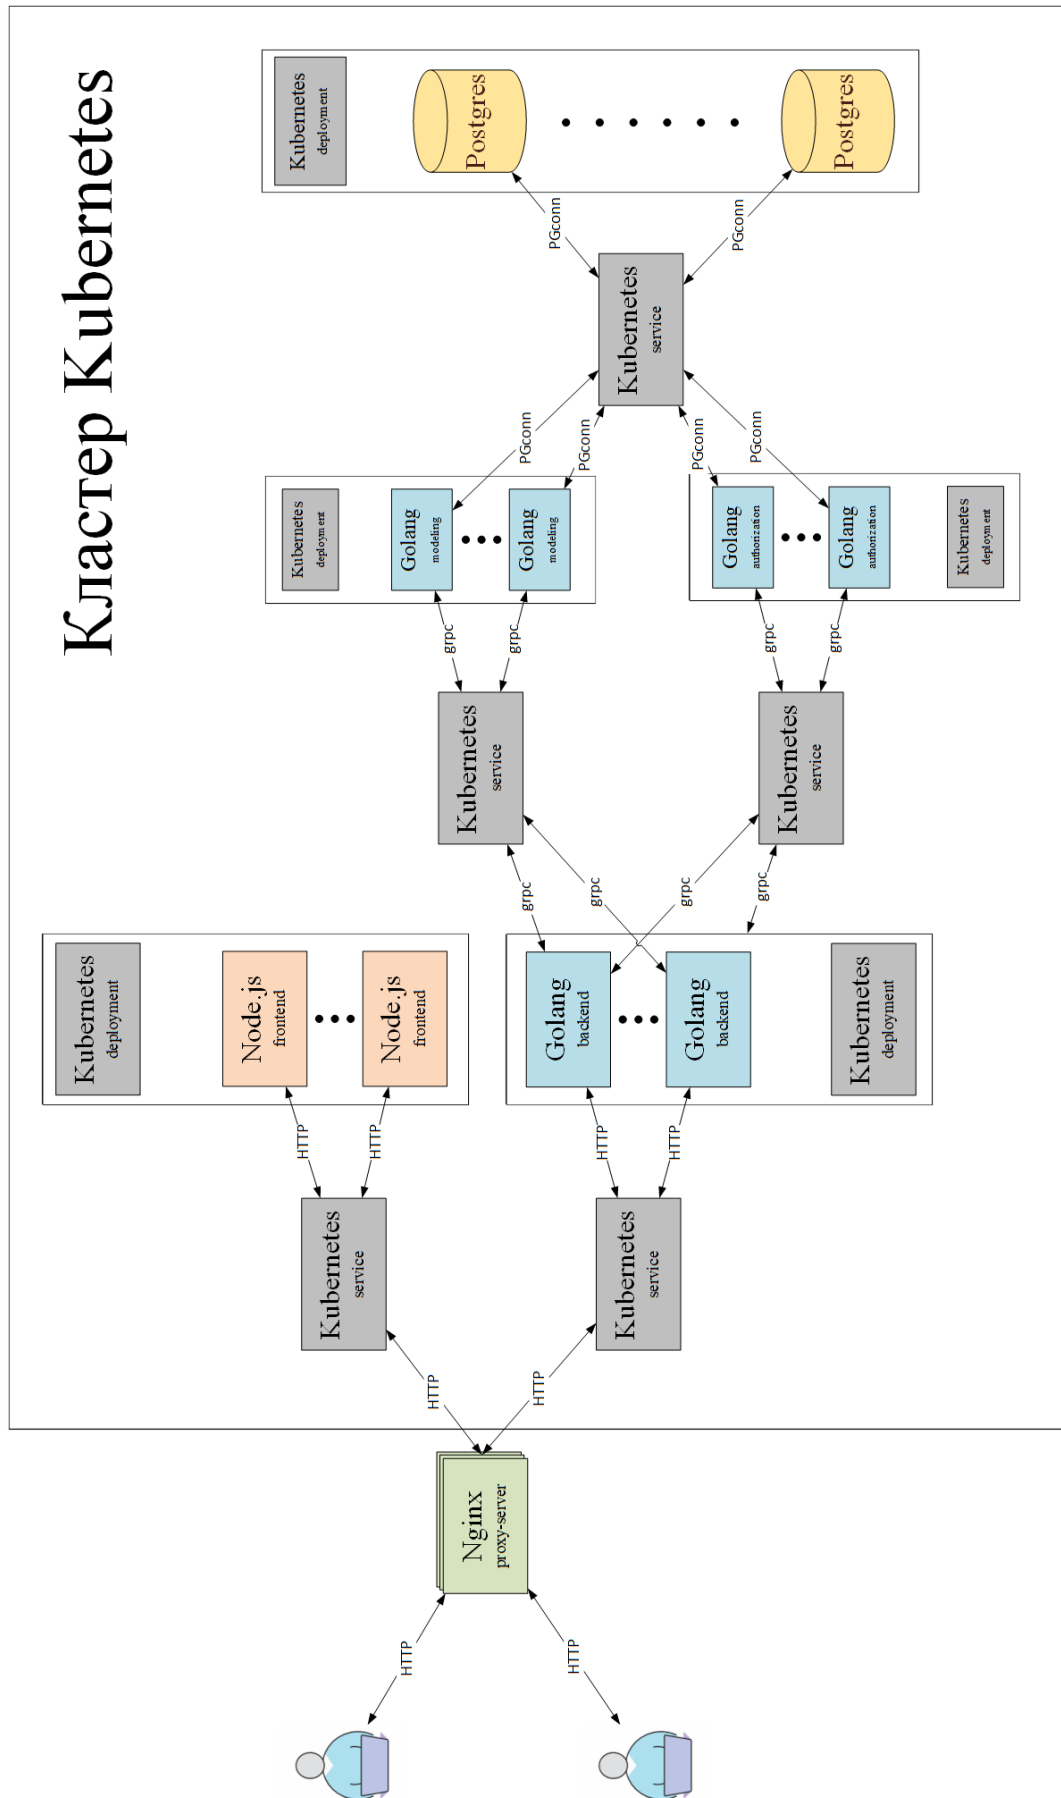 Кластер Kubernetes
HTTP
HTTP
Nginx
proxy-server
HTTP
HTTP
Kubernetes
service
Kubernetes
service
HTTP
HTTP
HTTP
HTTP
Kubernetes
deployment
Node.js
frontend
Node.js
frontend
Golang
backend
Golang
backend
Kubernetes
deployment
grpc
grpc
grpc
grpc
Kubernetes
service
Kubernetes
service
grpc
grpc
grpc
grpc
Kubernetes
deployment
Golang
modeling
Golang
modeling
Golang
authorization
Golang
authorization
Kubernetes
deployment
PGconn
PGconn
PGconn
PGconn
Kubernetes
service
PGconn
PGconn
Kubernetes
deployment
Postgres
Postgres